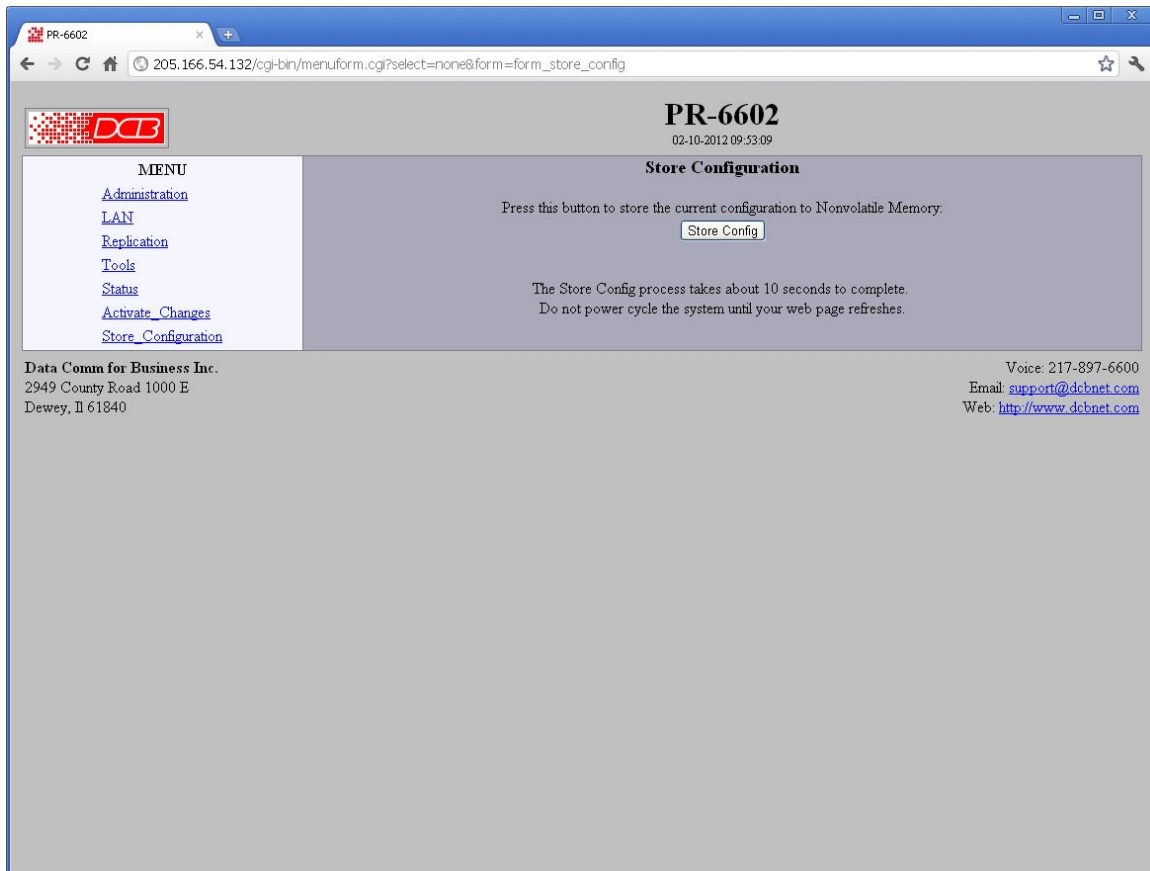 PR-6602
205.166.54.132/cgi-bin/menuform.cgi?select=none&form=form_store_config
DCB
PR-6602
02-10-2012 09:53:09
MENU
Administration
LAN
Replication
Tools
Status
Activate_Changes
Store_Configuration
Store Configuration
Press this button to store the current configuration to Nonvolatile Memory:
Store Config
The Store Config process takes about 10 seconds to complete.
Do not power cycle the system until your web page refreshes.
Data Comm for Business Inc.
2949 County Road 1000 E
Dewey, Il 61840
Voice: 217-897-6600
Email: support@dcbnet.com
Web: http://www.dcbnet.com